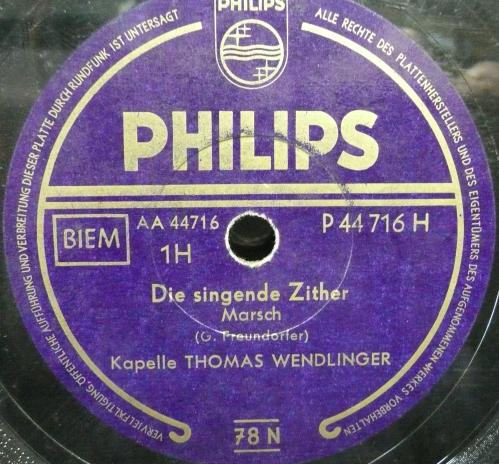 PHILIPS
VERVIELFÄLTIGUNG, ÖFFENTLICHE AUFFÜHRUNG UND VERBREITUNG DIESER PLATTE DURCH RUNDFUNK IST UNTERSAGT
ALLE RECHTE DES PLATTENHERSTELLERS UND DES EIGENTÜMERS DES AUFGENOMMENEN WERKES VORBEHALTEN
PHILIPS
BIEM
AA 44716
P 44 716 H
1H
Die singende Zither
Marsch
(G. Freundorfer)
Kapelle THOMAS WENDLINGER
78 N